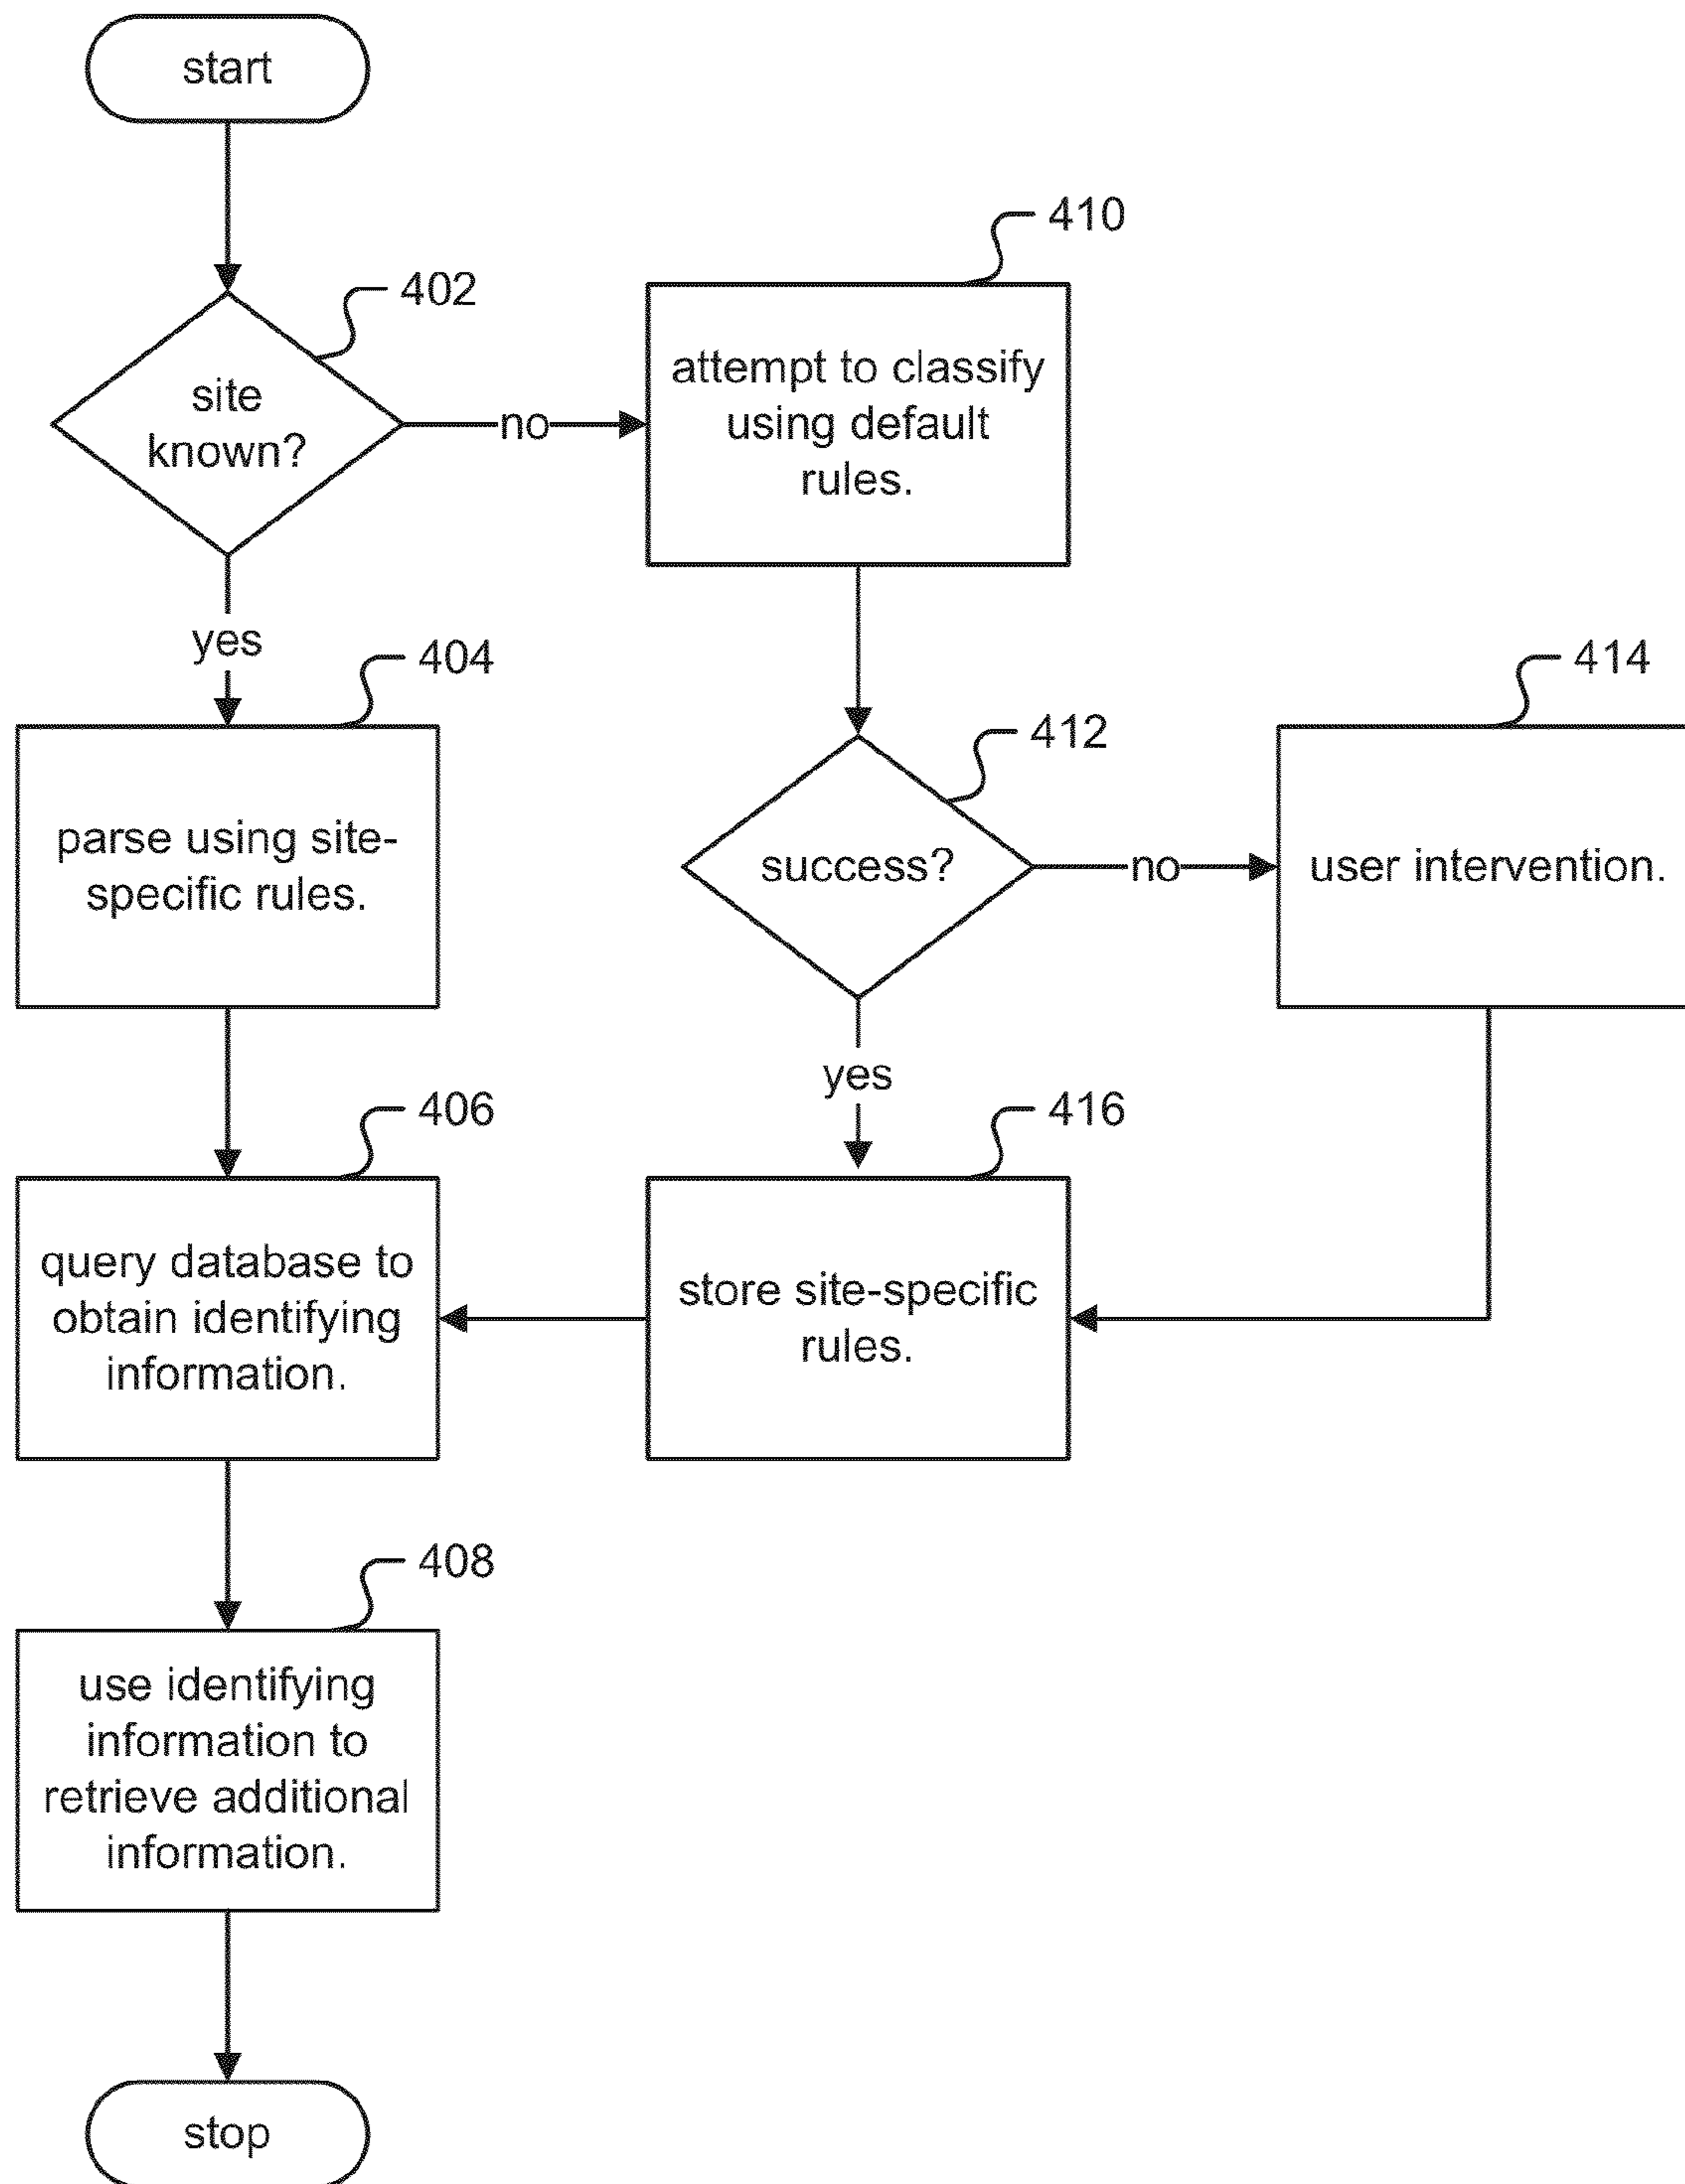 start
402
site
known?
no
410
attempt to classify
using default
rules.
yes
404
parse using site-
specific rules.
412
success?
no
414
user intervention.
yes
406
query database to
obtain identifying
information.
416
store site-specific
rules.
408
use identifying
information to
retrieve additional
information.
stop